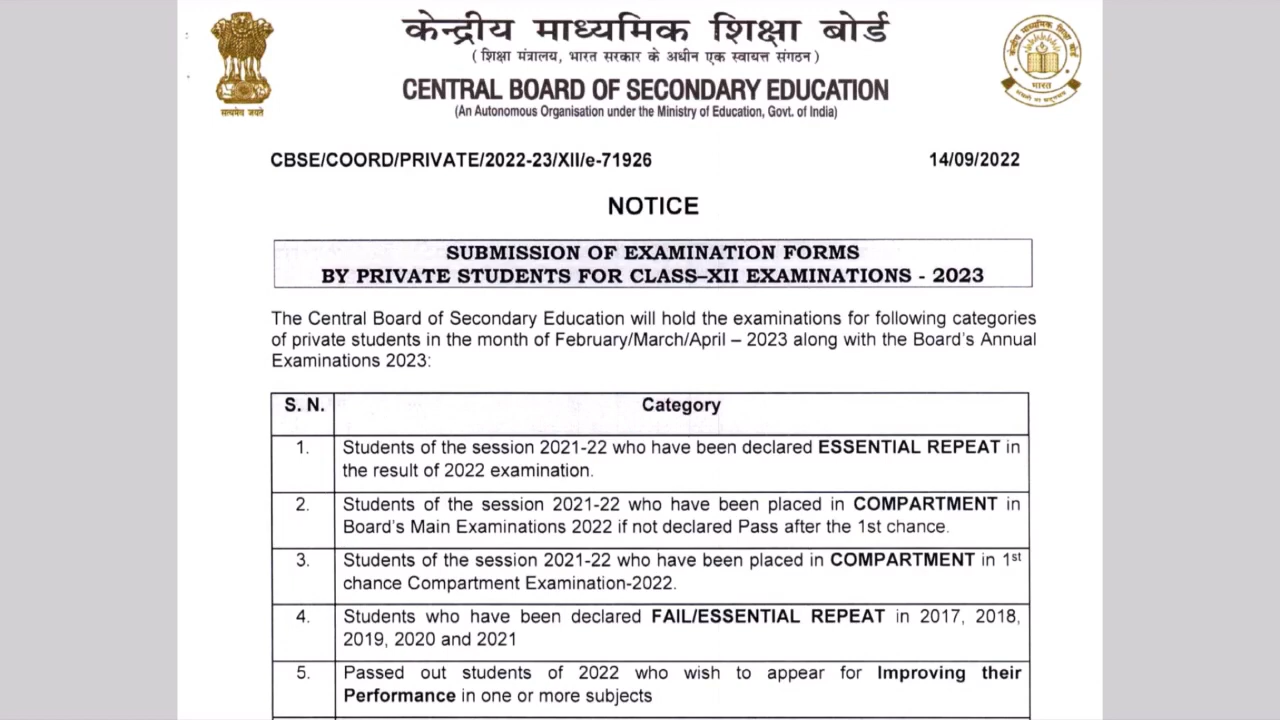 केन्द्रीय माध्यमिक शिक्षा बोर्ड
( शिक्षा मंत्रालय, भारत सरकार के अधीन एक स्वायत्त संगठन )
CENTRAL BOARD OF SECONDARY EDUCATION
(An Autonomous Organisation under the Ministry of Education, Govt. of India)
सत्यमेव जयते
भारत
CBSE/COORD/PRIVATE/2022-23/XII/e-71926 14/09/2022
NOTICE
SUBMISSION OF EXAMINATION FORMS
BY PRIVATE STUDENTS FOR CLASS–XII EXAMINATIONS - 2023
The Central Board of Secondary Education will hold the examinations for following categories
of private students in the month of February/March/April – 2023 along with the Board's Annual
Examinations 2023:
S. N. Category
1. Students of the session 2021-22 who have been declared ESSENTIAL REPEAT in
the result of 2022 examination.
2. Students of the session 2021-22 who have been placed in COMPARTMENT in
Board's Main Examinations 2022 if not declared Pass after the 1st chance.
3. Students of the session 2021-22 who have been placed in COMPARTMENT in 1st
chance Compartment Examination-2022.
4. Students who have been declared FAIL/ESSENTIAL REPEAT in 2017, 2018,
2019, 2020 and 2021
5. Passed out students of 2022 who wish to appear for Improving their
Performance in one or more subjects